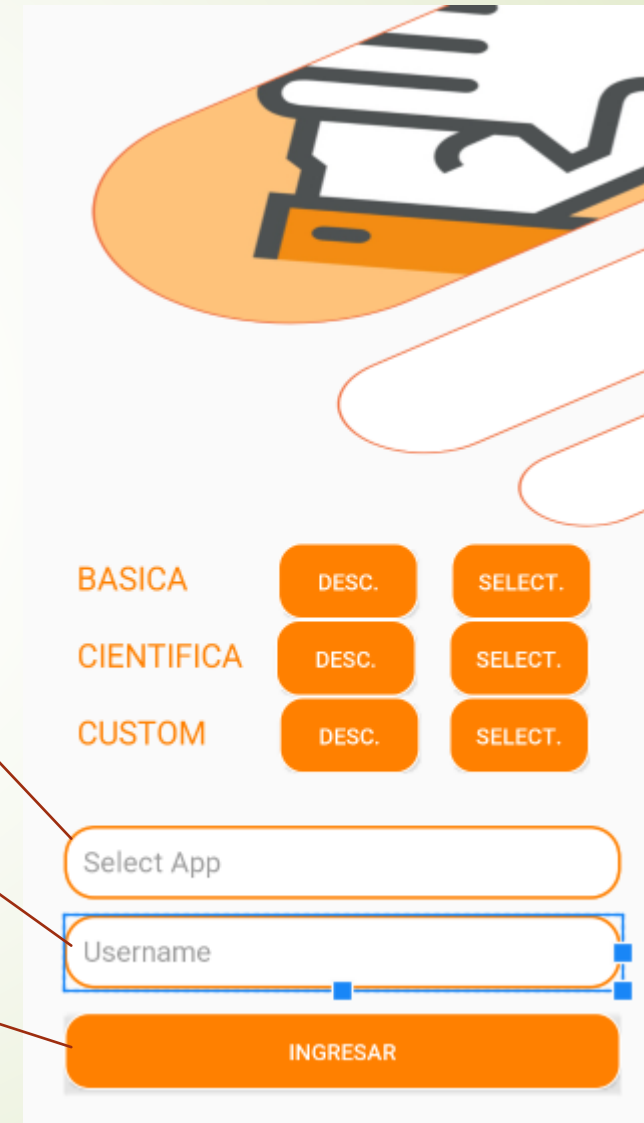 BASICA DESC. SELECT.
CIENTIFICA DESC. SELECT.
CUSTOM DESC. SELECT.
Select App
Username
INGRESAR